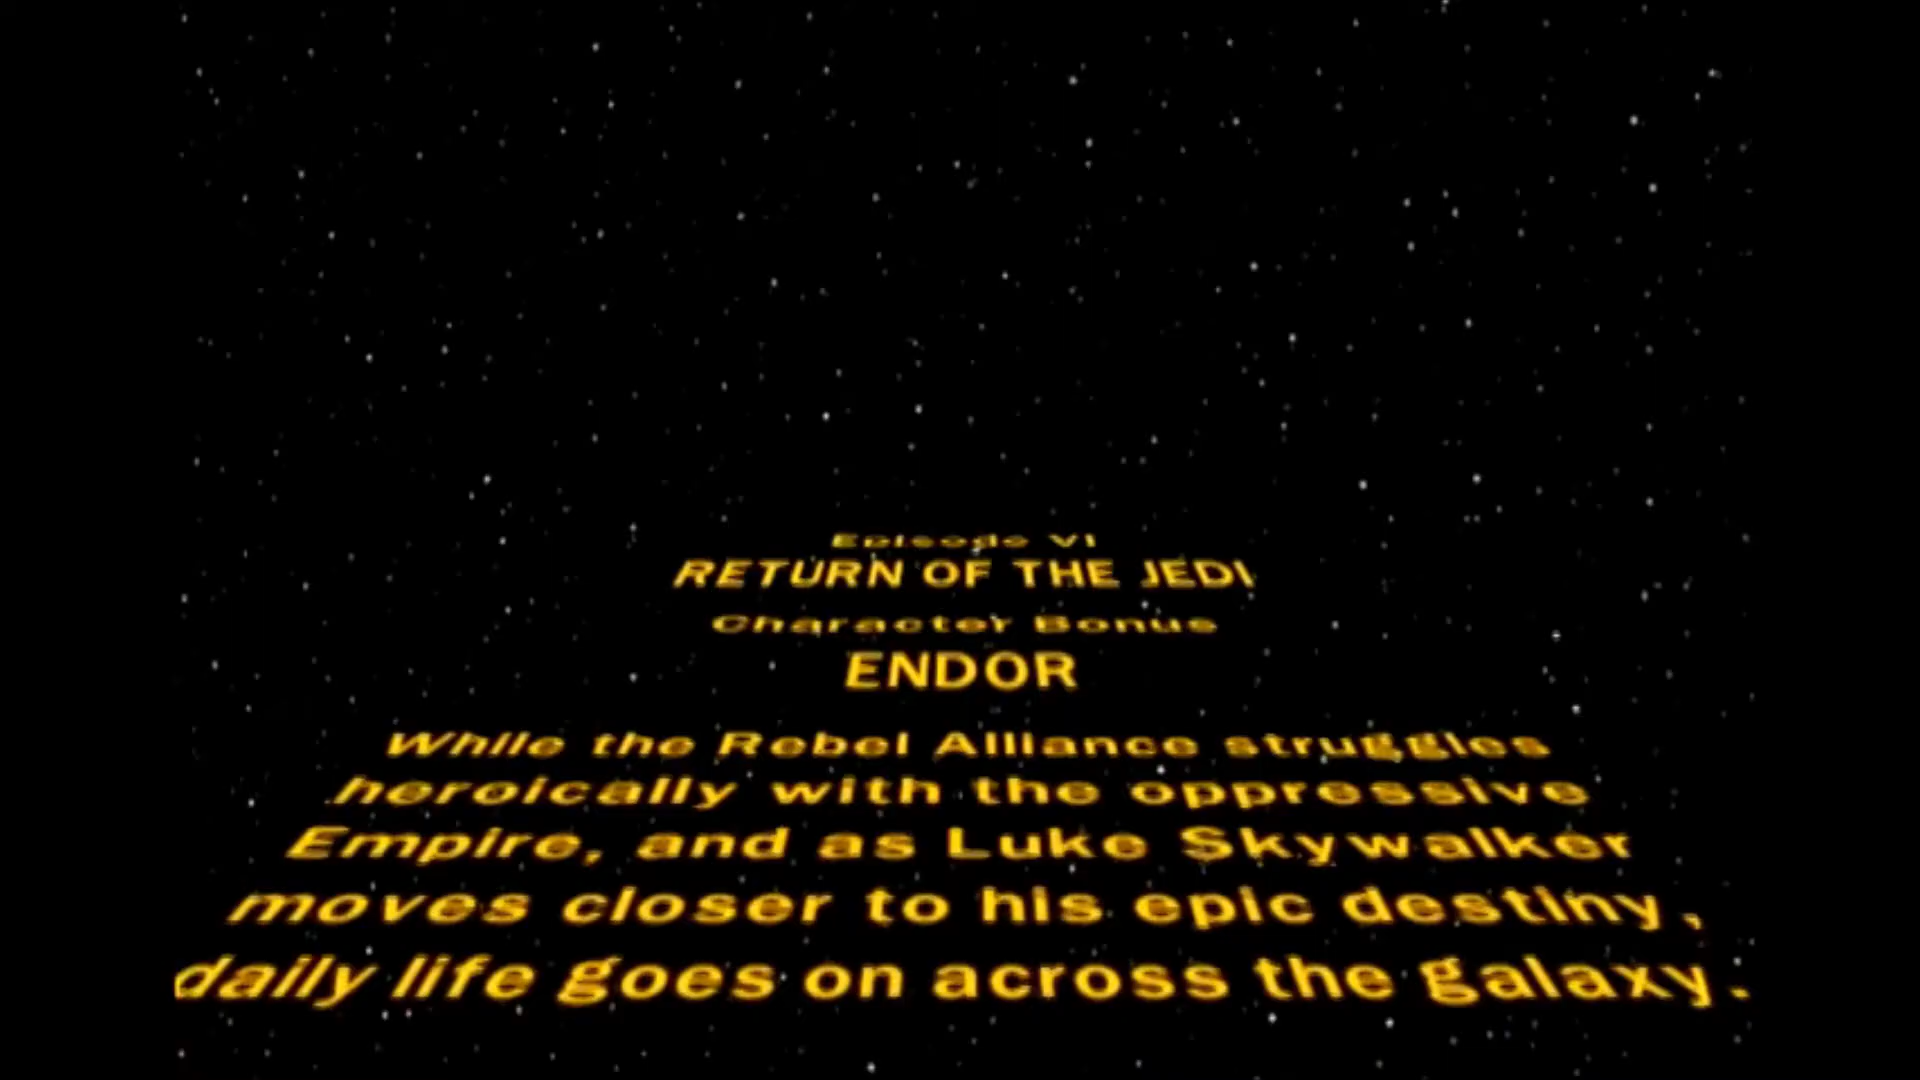 Episode VI
RETURN OF THE JEDI
Character Bonus
ENDOR
While the Rebel Alliance struggles
heroically with the oppressive
Empire, and as Luke Skywalker
moves closer to his epic destiny,
daily life goes on across the galaxy.